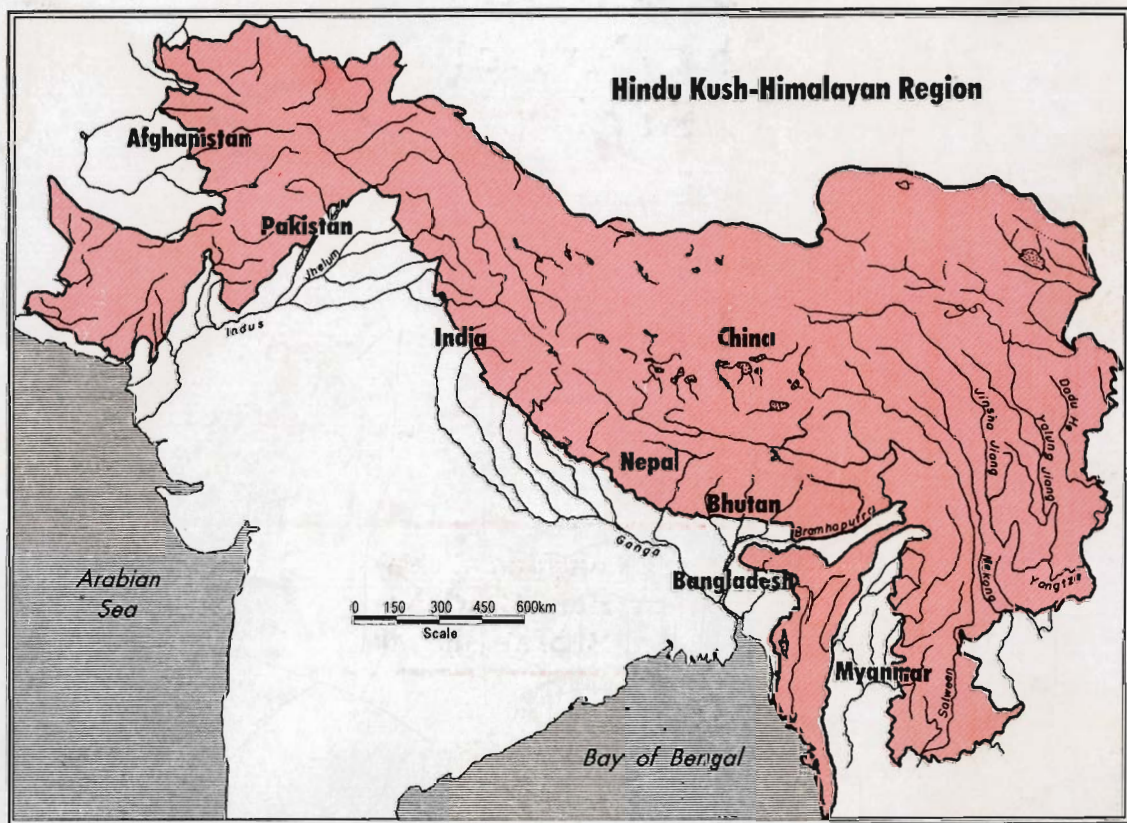 Hindu Kush-Himalayan Region
Afghanistan
Pakistan
Jhelum
Indus
India
China
Jinsha Jiang
Yalung Jiang
Dadu He
Nepal
Bhutan
Bramhaputra
Ganga
Bangladesh
Mekong
Yangtzie
Arabian
Sea
0 150 300 450 600km
Scale
Myanmar
Salween
Bay of Bengal